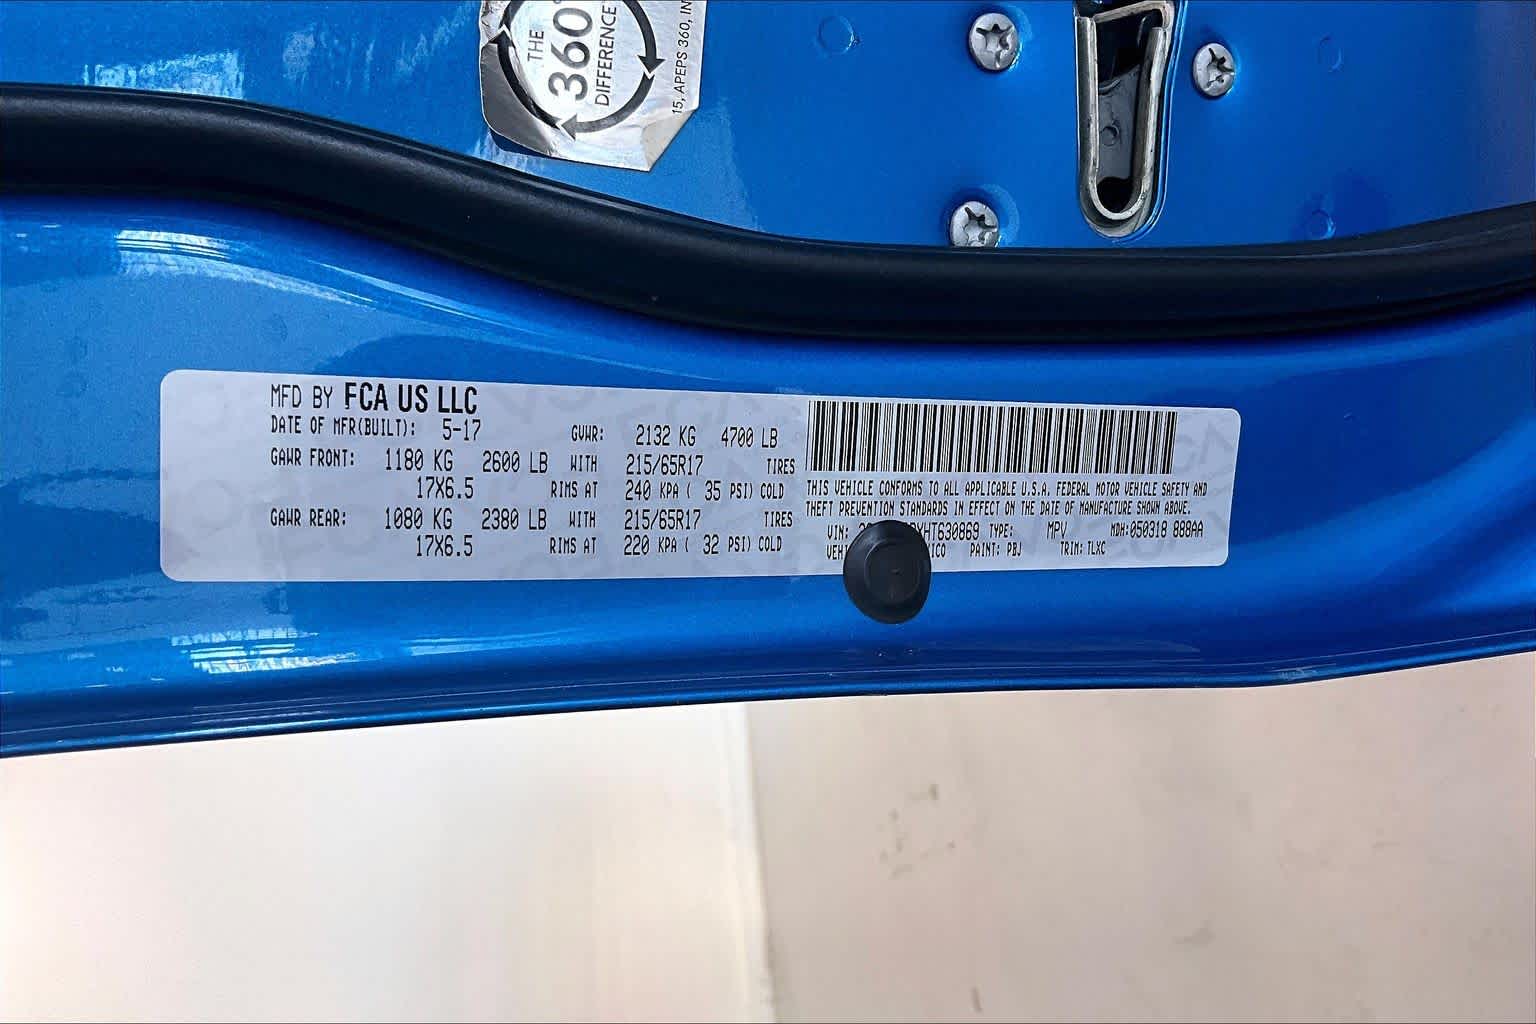 THE
360°
DIFFERENCE
15, APEPS 360, IN
MFD BY FCA US LLC
DATE OF MFR(BUILT): 5-17 GVWR: 2132 KG 4700 LB
GAWR FRONT: 1180 KG 2600 LB WITH 215/65R17 TIRES
17X6.5 RIMS AT 240 KPA ( 35 PSI) COLD
GAWR REAR: 1080 KG 2380 LB WITH 215/65R17 TIRES
17X6.5 RIMS AT 220 KPA ( 32 PSI) COLD
THIS VEHICLE CONFORMS TO ALL APPLICABLE U.S.A. FEDERAL MOTOR VEHICLE SAFETY AND
THEFT PREVENTION STANDARDS IN EFFECT ON THE DATE OF MANUFACTURE SHOWN ABOVE.
VIN: XHT630869 TYPE: MPV MDH:050318 888AA
VEHI ICO PAINT: PBJ TRIM: TLXC